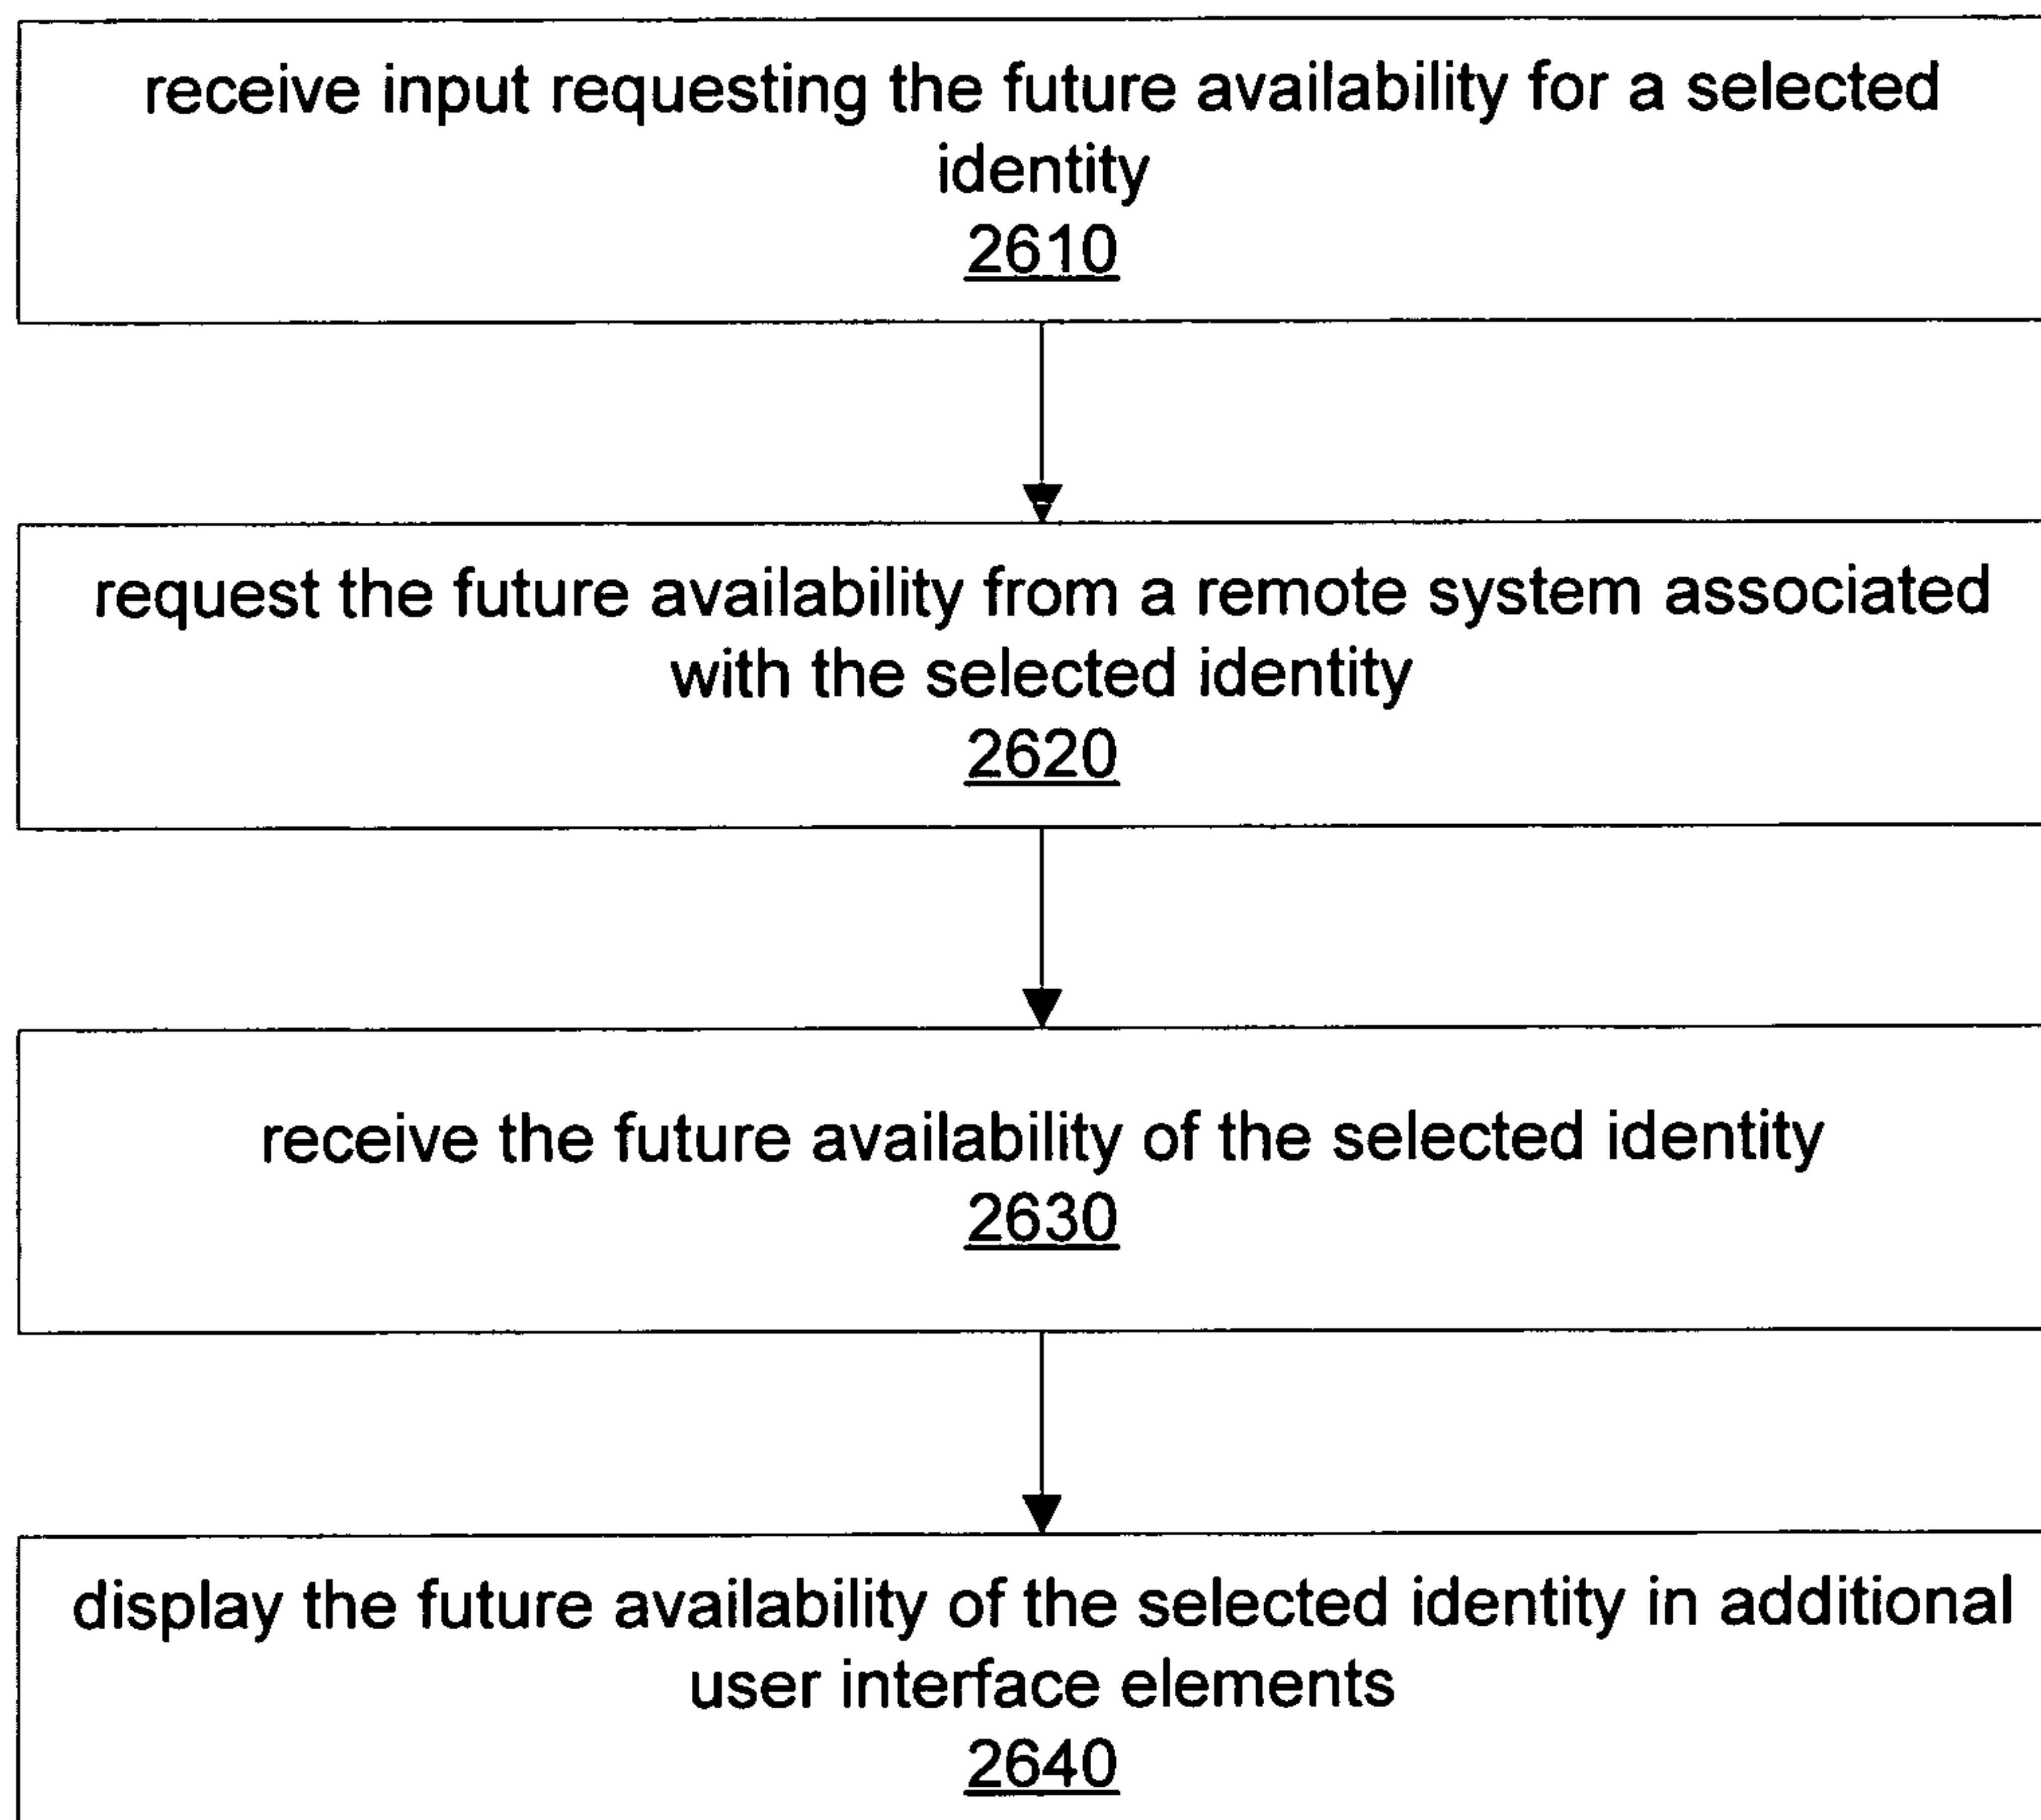 receive input requesting the future availability for a selected
identity
2610
request the future availability from a remote system associated
with the selected identity
2620
receive the future availability of the selected identity
2630
display the future availability of the selected identity in additional
user interface elements
2640